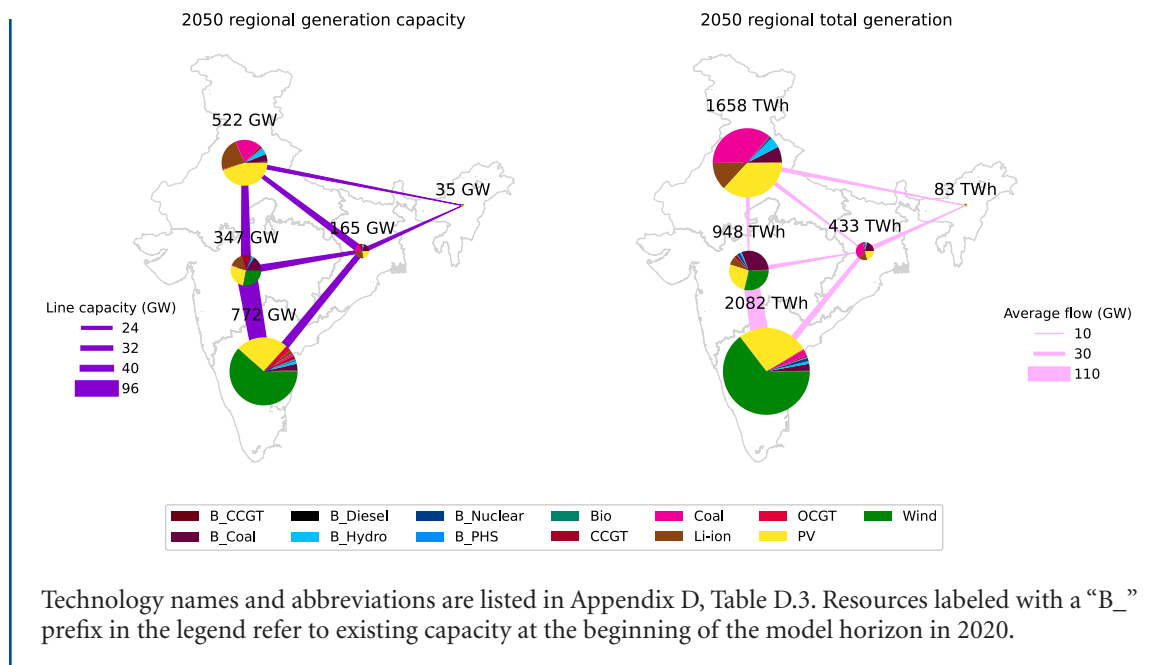 2050 regional generation capacity
522 GW
35 GW
165 GW
347 GW
772 GW
Line capacity (GW)
24
32
40
96
2050 regional total generation
1658 TWh
83 TWh
433 TWh
948 TWh
2082 TWh
Average flow (GW)
10
30
110
B_CCGT B_Diesel B_Nuclear Bio Coal OCGT Wind
B_Coal B_Hydro B_PHS CCGT Li-ion PV
Technology names and abbreviations are listed in Appendix D, Table D.3. Resources labeled with a “B_”
prefix in the legend refer to existing capacity at the beginning of the model horizon in 2020.